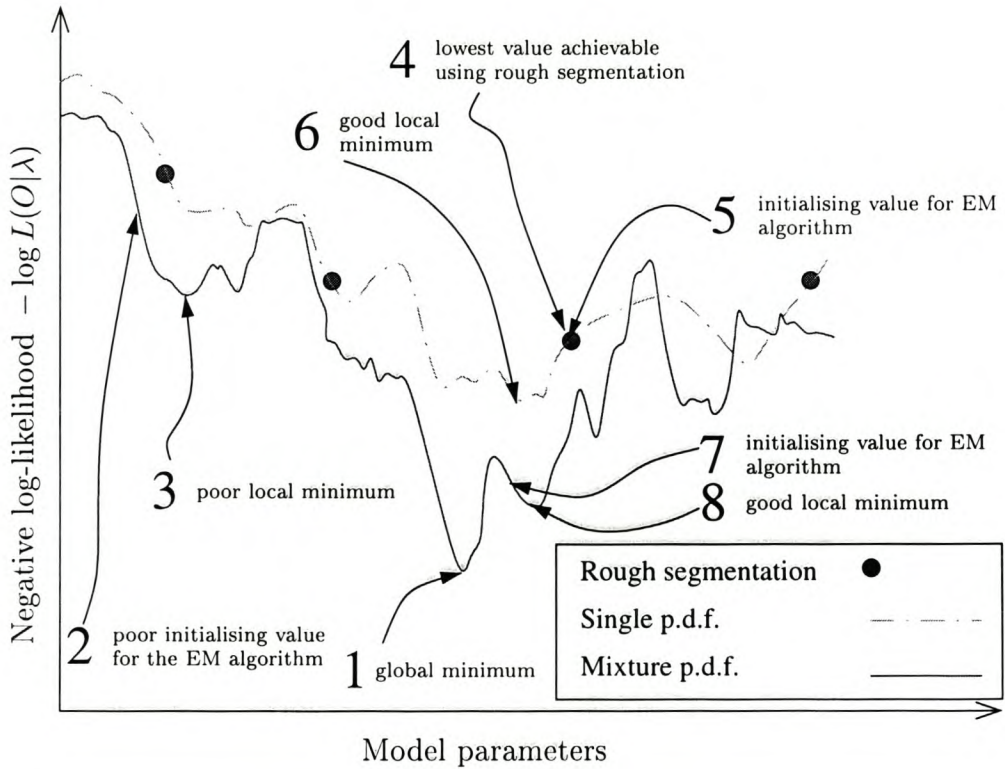 4 lowest value achievable
using rough segmentation
6 good local
minimum
5 initialising value for EM
algorithm
Negative log-likelihood − log L(O|λ)
3 poor local minimum
7 initialising value for EM
algorithm
8 good local minimum
2 poor initialising value
for the EM algorithm
1 global minimum
Rough segmentation
Single p.d.f.
Mixture p.d.f.
Model parameters